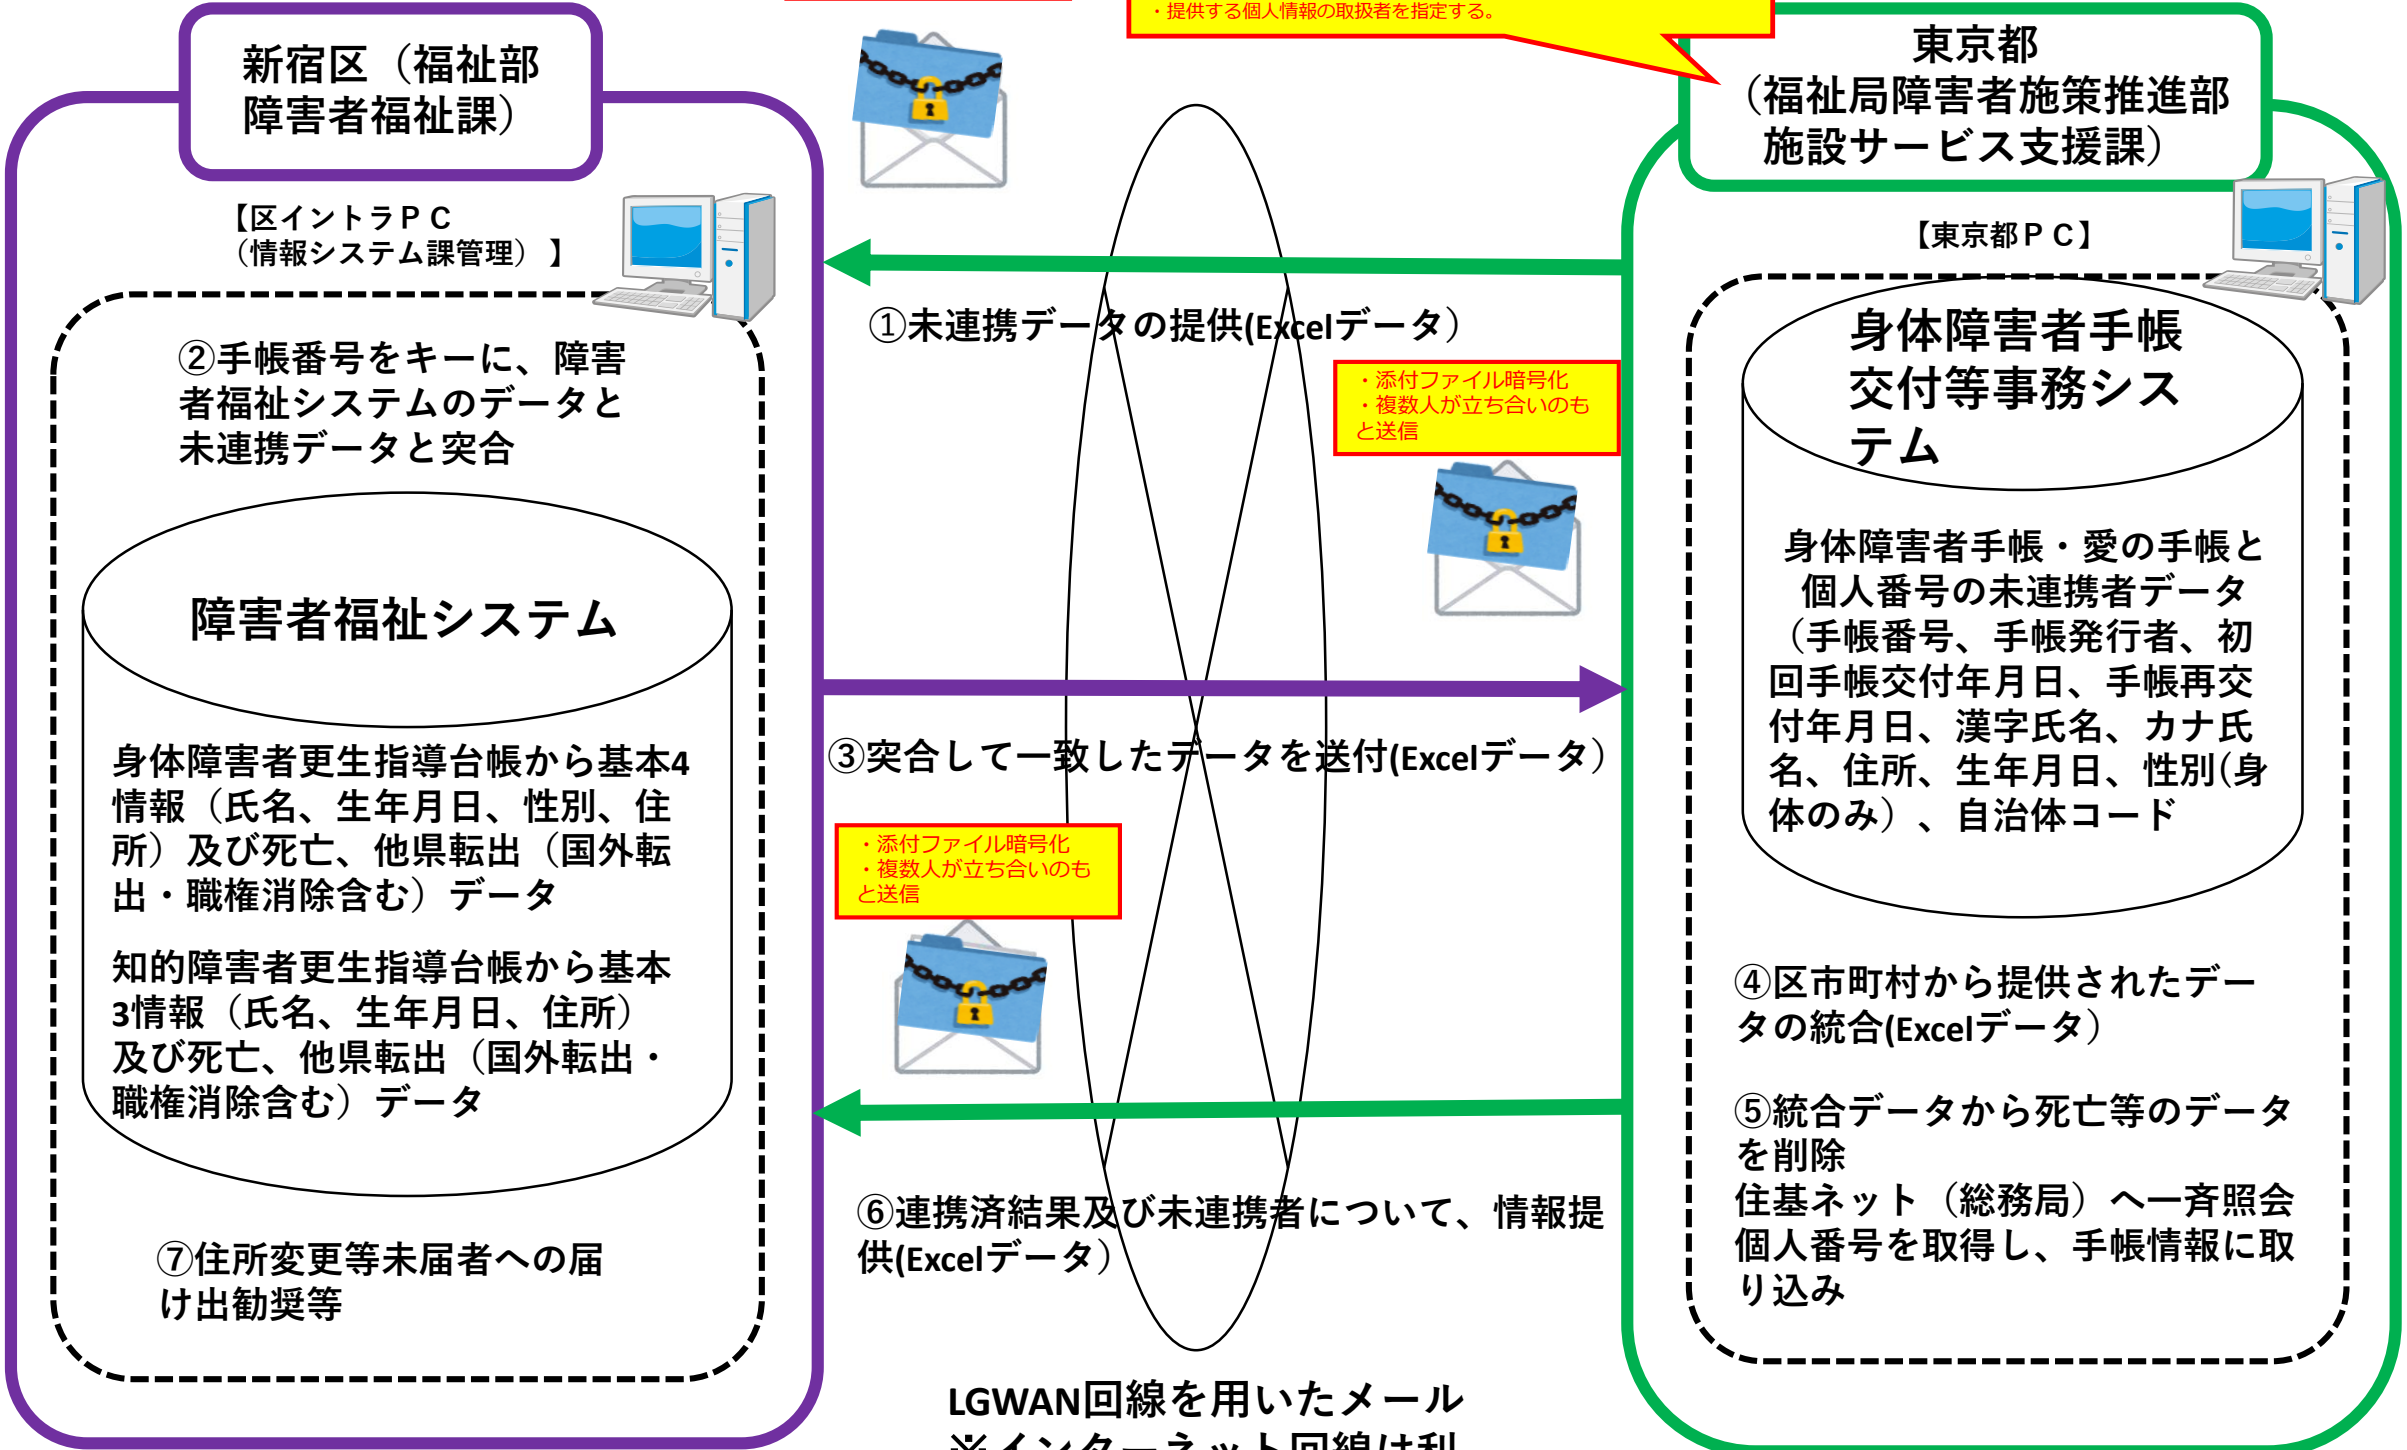 ・提供する個人情報の取扱者を指定する。
新宿区（福祉部
障害者福祉課）
東京都
（福祉局障害者施策推進部
施設サービス支援課）
【区イントラＰＣ
（情報システム課管理）】
【東京都ＰＣ】
①未連携データの提供(Excelデータ）
②手帳番号をキーに、障害
者福祉システムのデータと
未連携データと突合
・添付ファイル暗号化
・複数人が立ち合いのも
と送信
身体障害者手帳
交付等事務シス
テム
障害者福祉システム
身体障害者手帳・愛の手帳と
個人番号の未連携者データ
（手帳番号、手帳発行者、初
回手帳交付年月日、手帳再交
付年月日、漢字氏名、カナ氏
名、住所、生年月日、性別(身
体のみ）、自治体コード
③突合して一致したデータを送付(Excelデータ）
身体障害者更生指導台帳から基本4
情報（氏名、生年月日、性別、住
所）及び死亡、他県転出（国外転
出・職権消除含む）データ
知的障害者更生指導台帳から基本
3情報（氏名、生年月日、住所）
及び死亡、他県転出（国外転出・
職権消除含む）データ
・添付ファイル暗号化
・複数人が立ち合いのも
と送信
④区市町村から提供されたデー
タの統合(Excelデータ）
⑤統合データから死亡等のデータ
を削除
住基ネット（総務局）へ一斉照会
個人番号を取得し、手帳情報に取
り込み
⑥連携済結果及び未連携者について、情報提
供(Excelデータ）
⑦住所変更等未届者への届
け出勧奨等
LGWAN回線を用いたメール
※インターネット回線は利